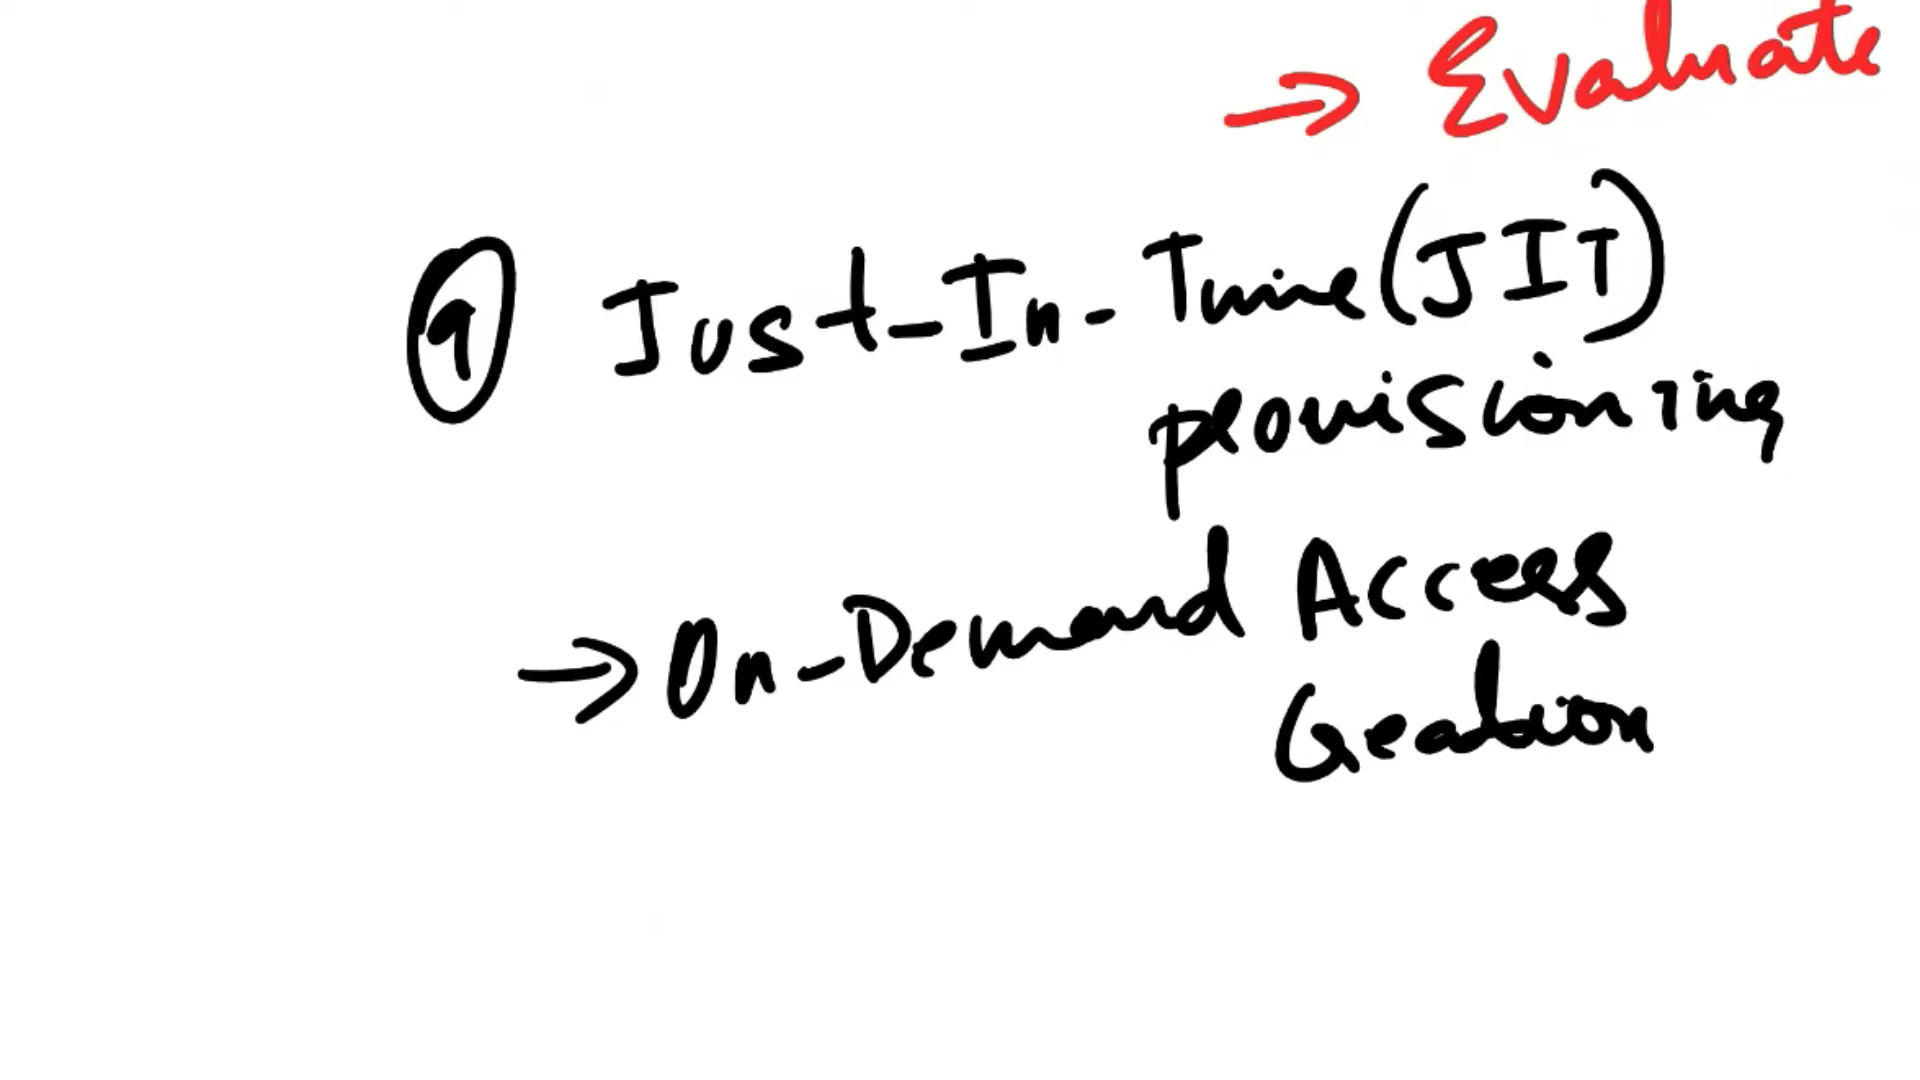 → Evaluate
9 Just-In-Time (JIT)
provisioning
→ On-Demand Access
Creation